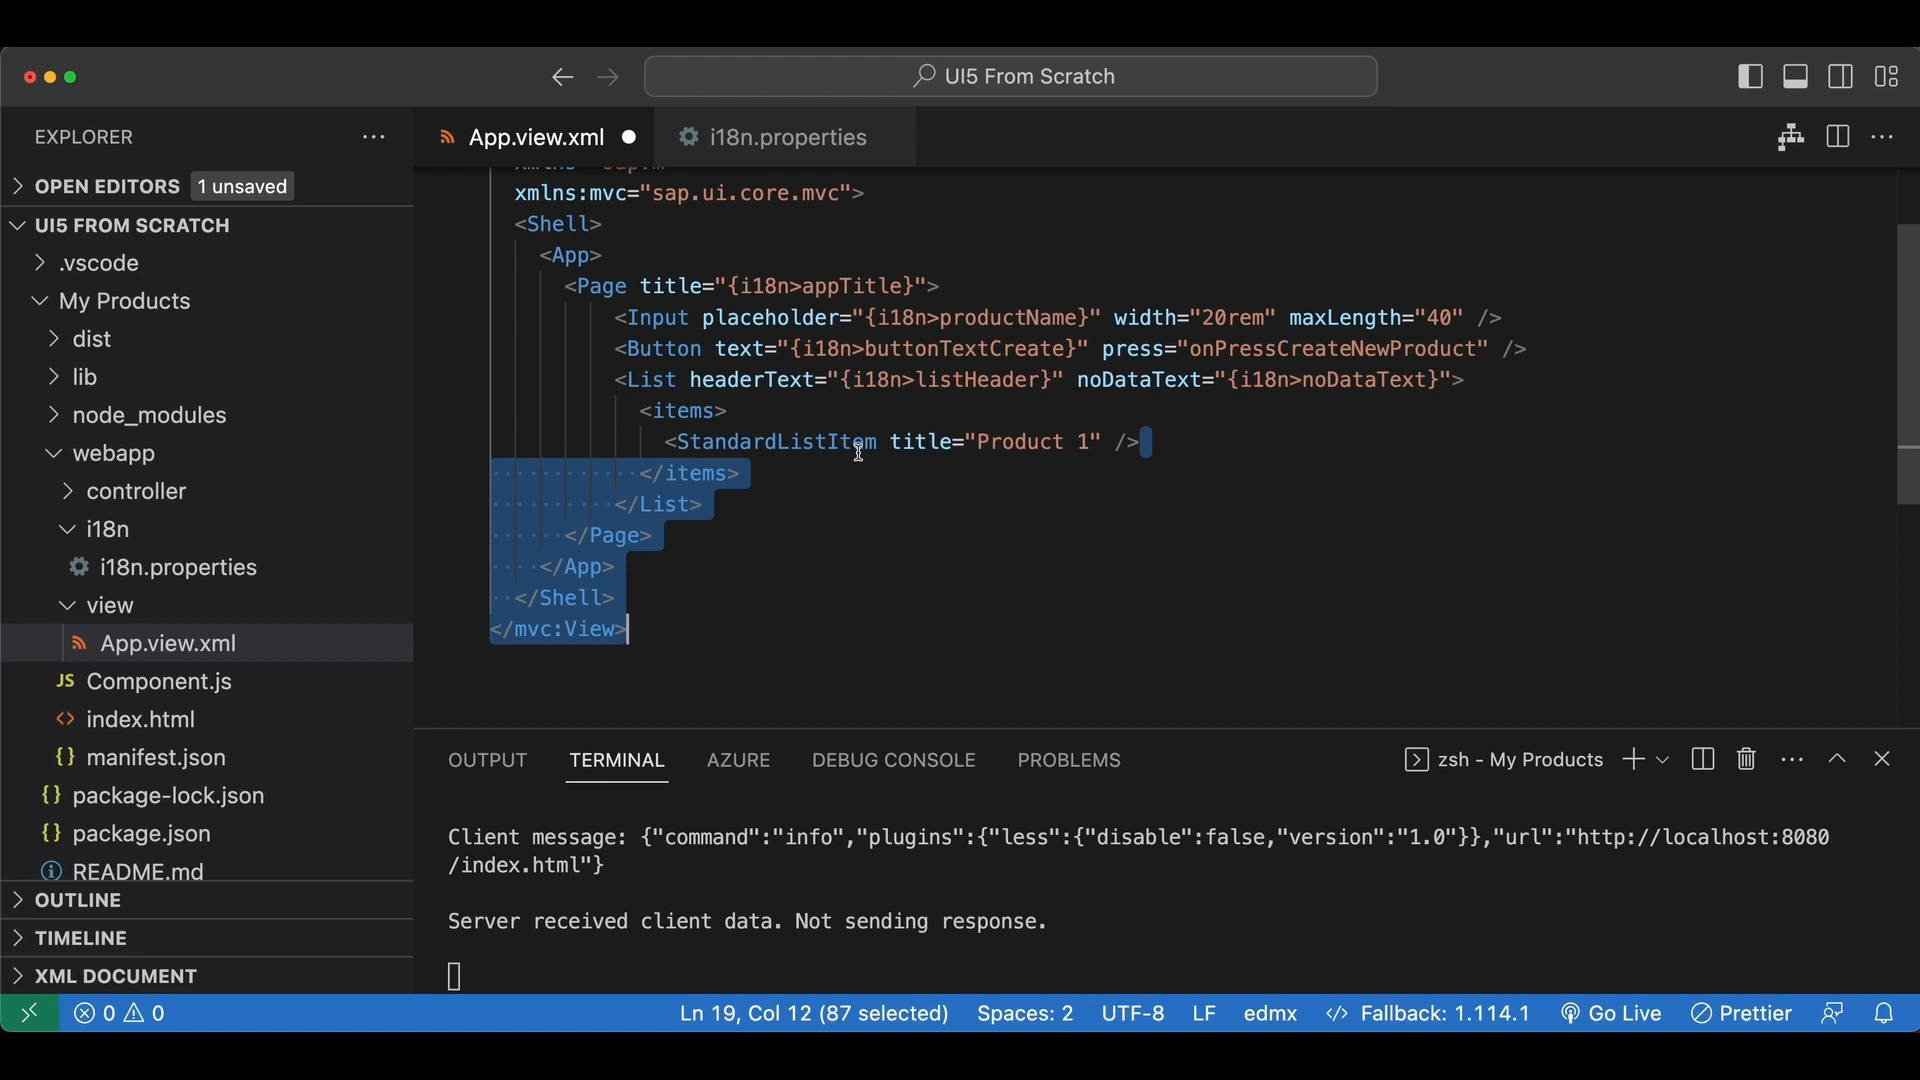 UI5 From Scratch
EXPLORER
App.view.xml
i18n.properties
OPEN EDITORS 1 unsaved
UI5 FROM SCRATCH
.vscode
My Products
dist
lib
node_modules
webapp
controller
i18n
i18n.properties
view
App.view.xml
Component.js
index.html
manifest.json
package-lock.json
package.json
README.md
OUTLINE
TIMELINE
XML DOCUMENT
xmlns:mvc="sap.ui.core.mvc">
<Shell>
<App>
<Page title="{i18n>appTitle}">
<Input placeholder="{i18n>productName}" width="20rem" maxLength="40" />
<Button text="{i18n>buttonTextCreate}" press="onPressCreateNewProduct" />
<List headerText="{i18n>listHeader}" noDataText="{i18n>noDataText}">
<items>
<StandardListItem title="Product 1" />
</items>
</List>
</Page>
</App>
</Shell>
</mvc:View>
OUTPUT TERMINAL AZURE DEBUG CONSOLE PROBLEMS zsh - My Products
Client message: {"command":"info","plugins":{"less":{"disable":false,"version":"1.0"}},"url":"http://localhost:8080
/index.html"}
Server received client data. Not sending response.
0 0 Ln 19, Col 12 (87 selected) Spaces: 2 UTF-8 LF edmx Fallback: 1.114.1 Go Live Prettier